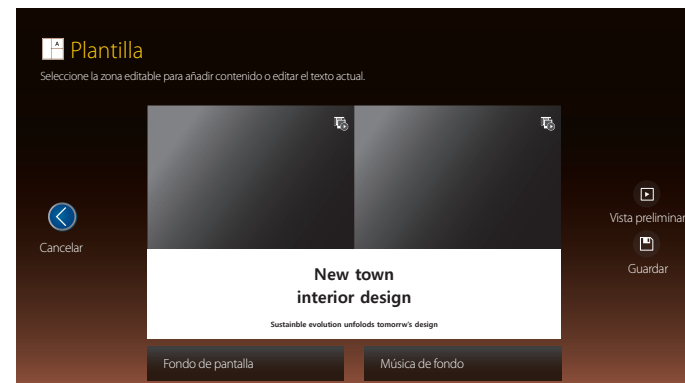 A
Plantilla
Seleccione la zona editable para añadir contenido o editar el texto actual.
Cancelar
New town
interior design
Sustainble evolution unfolods tomorrw's design
Vista preliminar
Guardar
Fondo de pantalla
Música de fondo